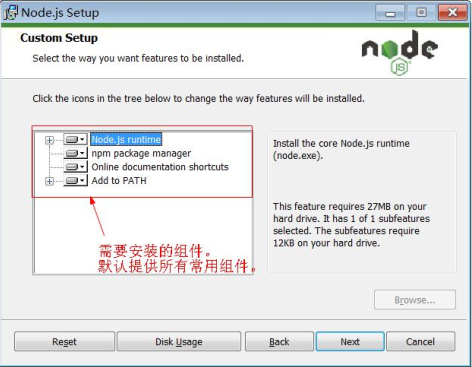 Node.js Setup
Custom Setup
Select the way you want features to be installed.
node
JS
Click the icons in the tree below to change the way features will be installed.
Node.js runtime
npm package manager
Online documentation shortcuts
Add to PATH
需要安装的组件。
默认提供所有常用组件。
Install the core Node.js runtime
(node.exe).
This feature requires 27MB on your
hard drive. It has 1 of 1 subfeatures
selected. The subfeatures require
12KB on your hard drive.
Browse...
Reset
Disk Usage
Back
Next
Cancel